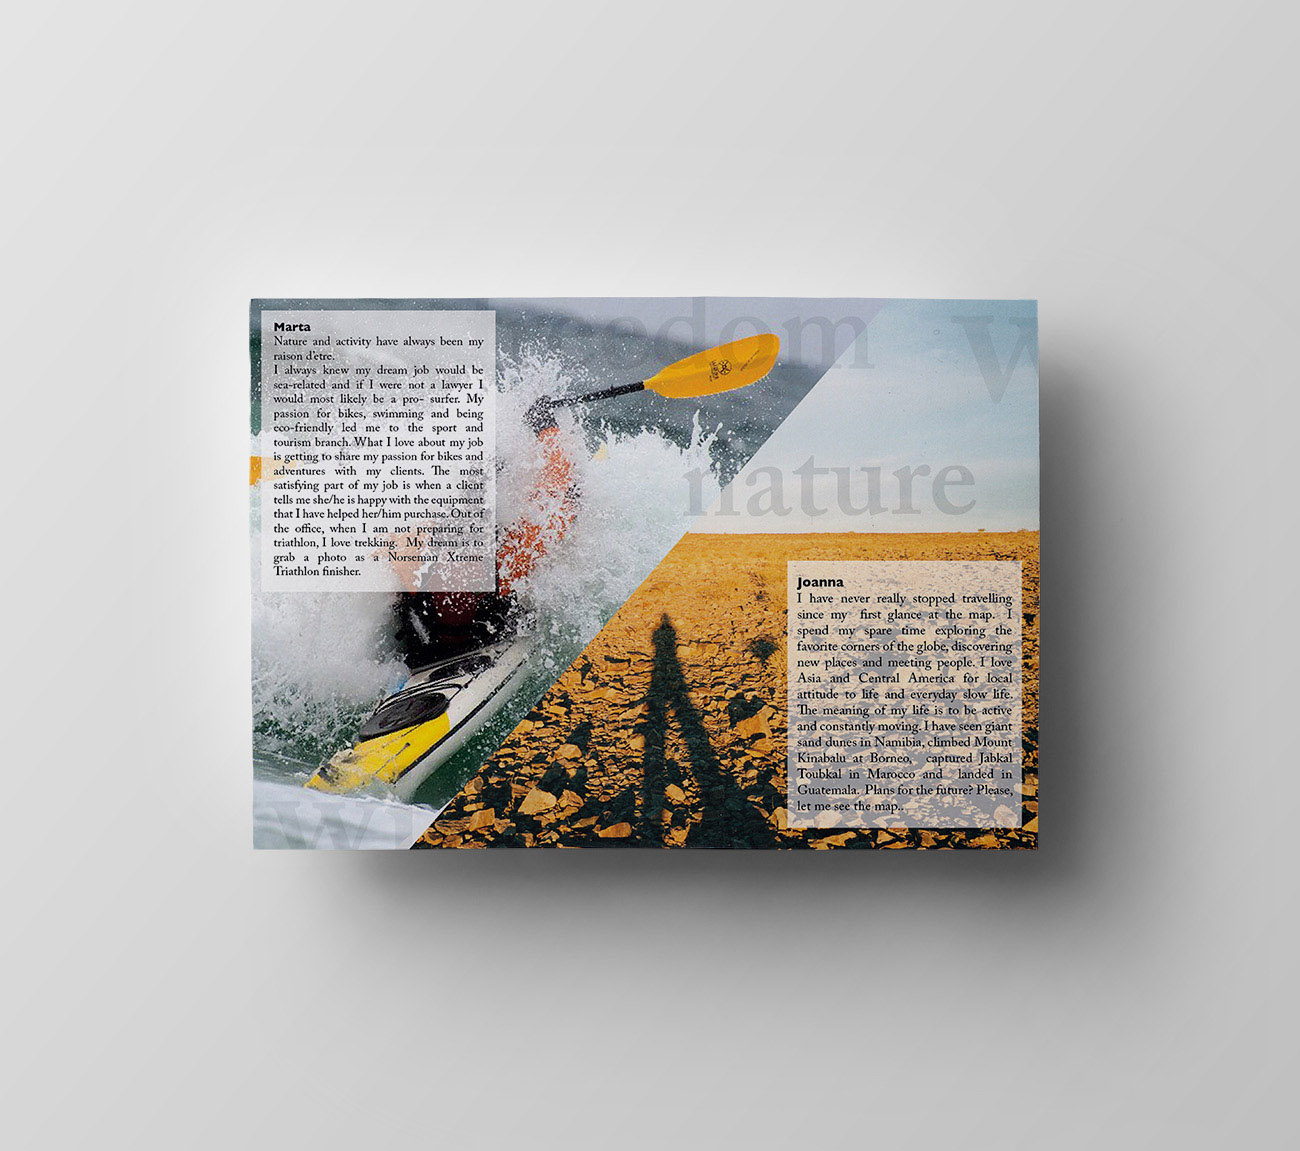 Marta
Nature and activity have always been my
raison d'etre.
I always knew my dream job would be
sea-related and if I were not a lawyer I
would most likely be a pro- surfer. My
passion for bikes, swimming and being
eco-friendly led me to the sport and
tourism branch. What I love about my job
is getting to share my passion for bikes and
adventures with my clients. The most
satisfying part of my job is when a client
tells me she/he is happy with the equipment
that I have helped her/him purchase. Out of
the office, when I am not preparing for
triathlon, I love trekking. My dream is to
grab a photo as a Norseman Xtreme
Triathlon finisher.
nature
Joanna
I have never really stopped travelling
since my first glance at the map. I
spend my spare time exploring the
favorite corners of the globe, discovering
new places and meeting people. I love
Asia and Central America for local
attitude to life and everyday slow life.
The meaning of my life is to be active
and constantly moving. I have seen giant
sand dunes in Namibia, climbed Mount
Kinabalu at Borneo, captured Jabkal
Toubkal in Marocco and landed in
Guatemala. Plans for the future? Please,
let me see the map..